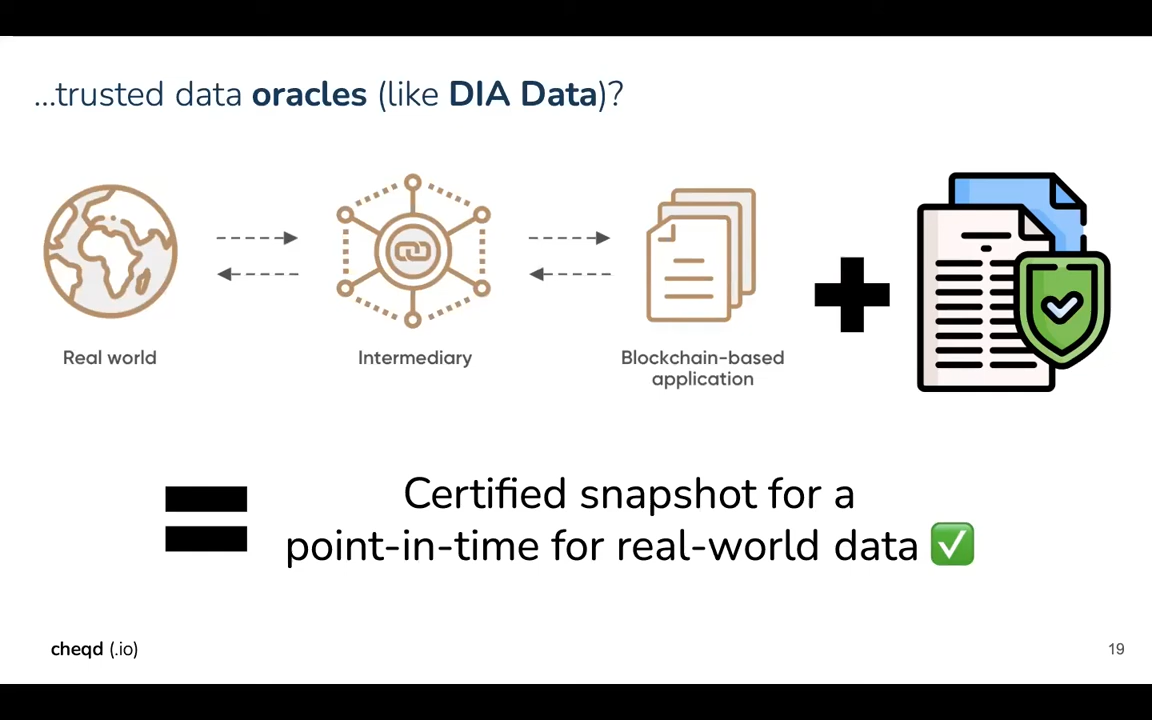 ...trusted data oracles (like DIA Data)?
Real world
Intermediary
Blockchain-based
application
Certified snapshot for a
point-in-time for real-world data ✅
cheqd (.io)
19